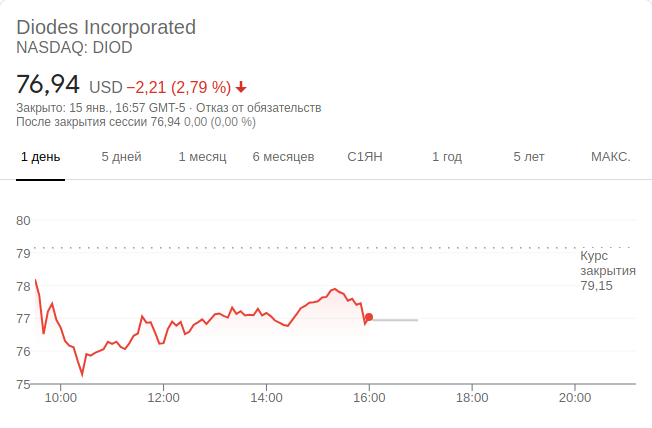 Diodes Incorporated
NASDAQ: DIOD
76,94 USD −2,21 (2,79 %)
Закрыто: 15 янв., 16:57 GMT-5 · Отказ от обязательств
После закрытия сессии 76,94 0,00 (0,00 %)
1 день 5 дней 1 месяц 6 месяцев С1ЯН 1 год 5 лет МАКС.
80
79
78
77
76
75
Курс
закрытия
79,15
10:00 12:00 14:00 16:00 18:00 20:00